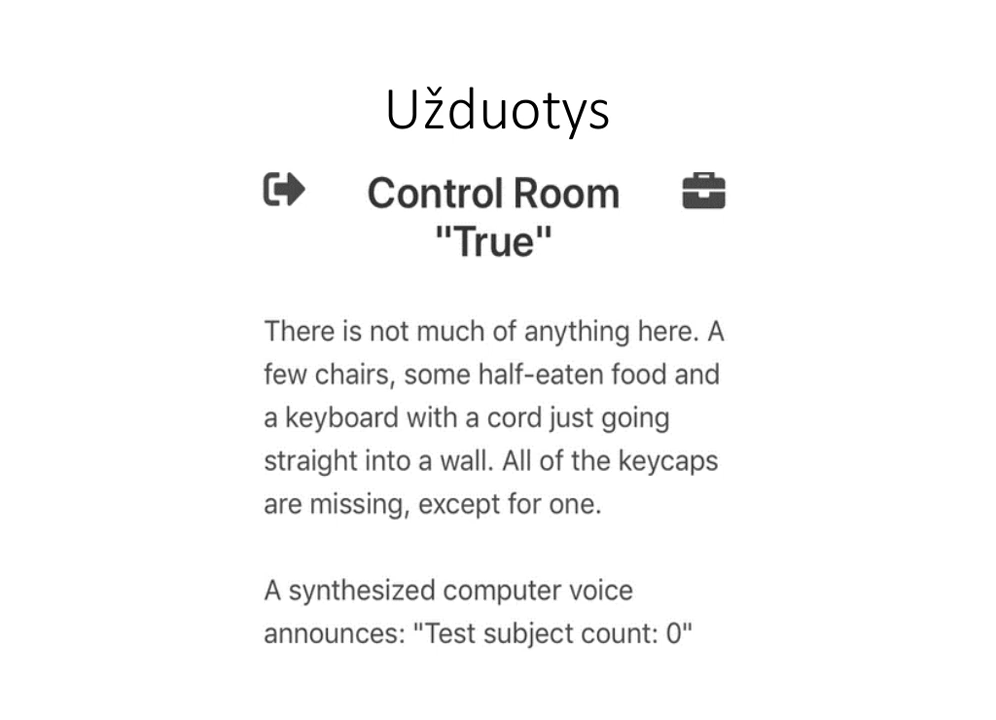 Užduotys
Control Room
"True"
There is not much of anything here. A
few chairs, some half-eaten food and
a keyboard with a cord just going
straight into a wall. All of the keycaps
are missing, except for one.
A synthesized computer voice
announces: "Test subject count: 0"